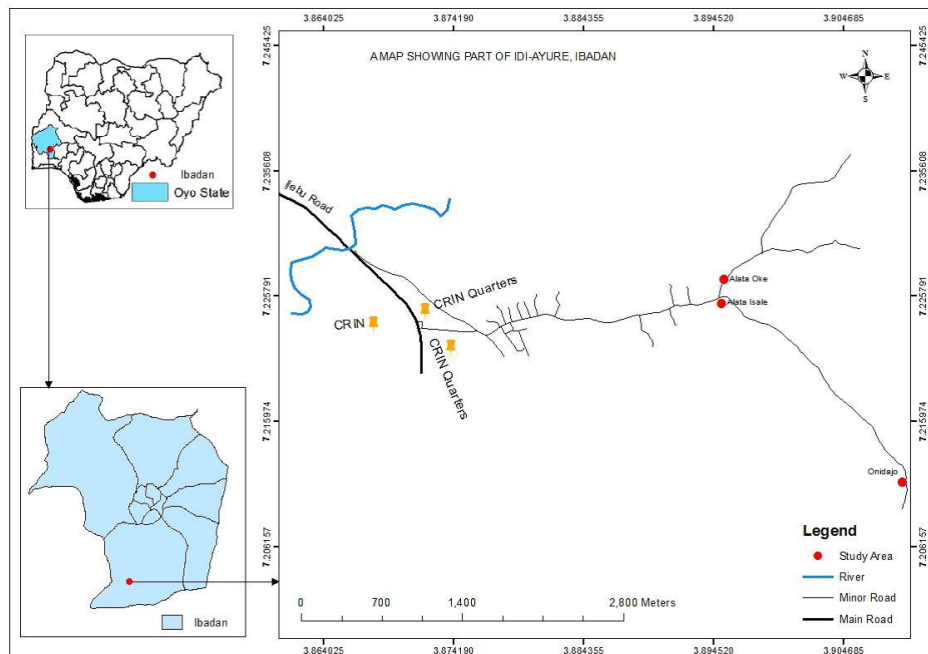 3.864025
3.874190
3.884355
3.894520
3.904685
7.245425
7.245425
A MAP SHOWING PART OF IDI-AYURE, IBADAN
N
W E
S
Ibadan
Oyo State
7.235608
7.235608
Ijebu Road
Alata Oke
CRIN Quarters
7.225791
7.225791
Alata Isale
CRIN
CRIN Quarters
7.215974
7.215974
Onidajo
Legend
Study Area
7.206157
7.206157
River
Minor Road
Main Road
0 700 1,400 2,800 Meters
Ibadan
3.864025
3.874190
3.884355
3.894520
3.904685